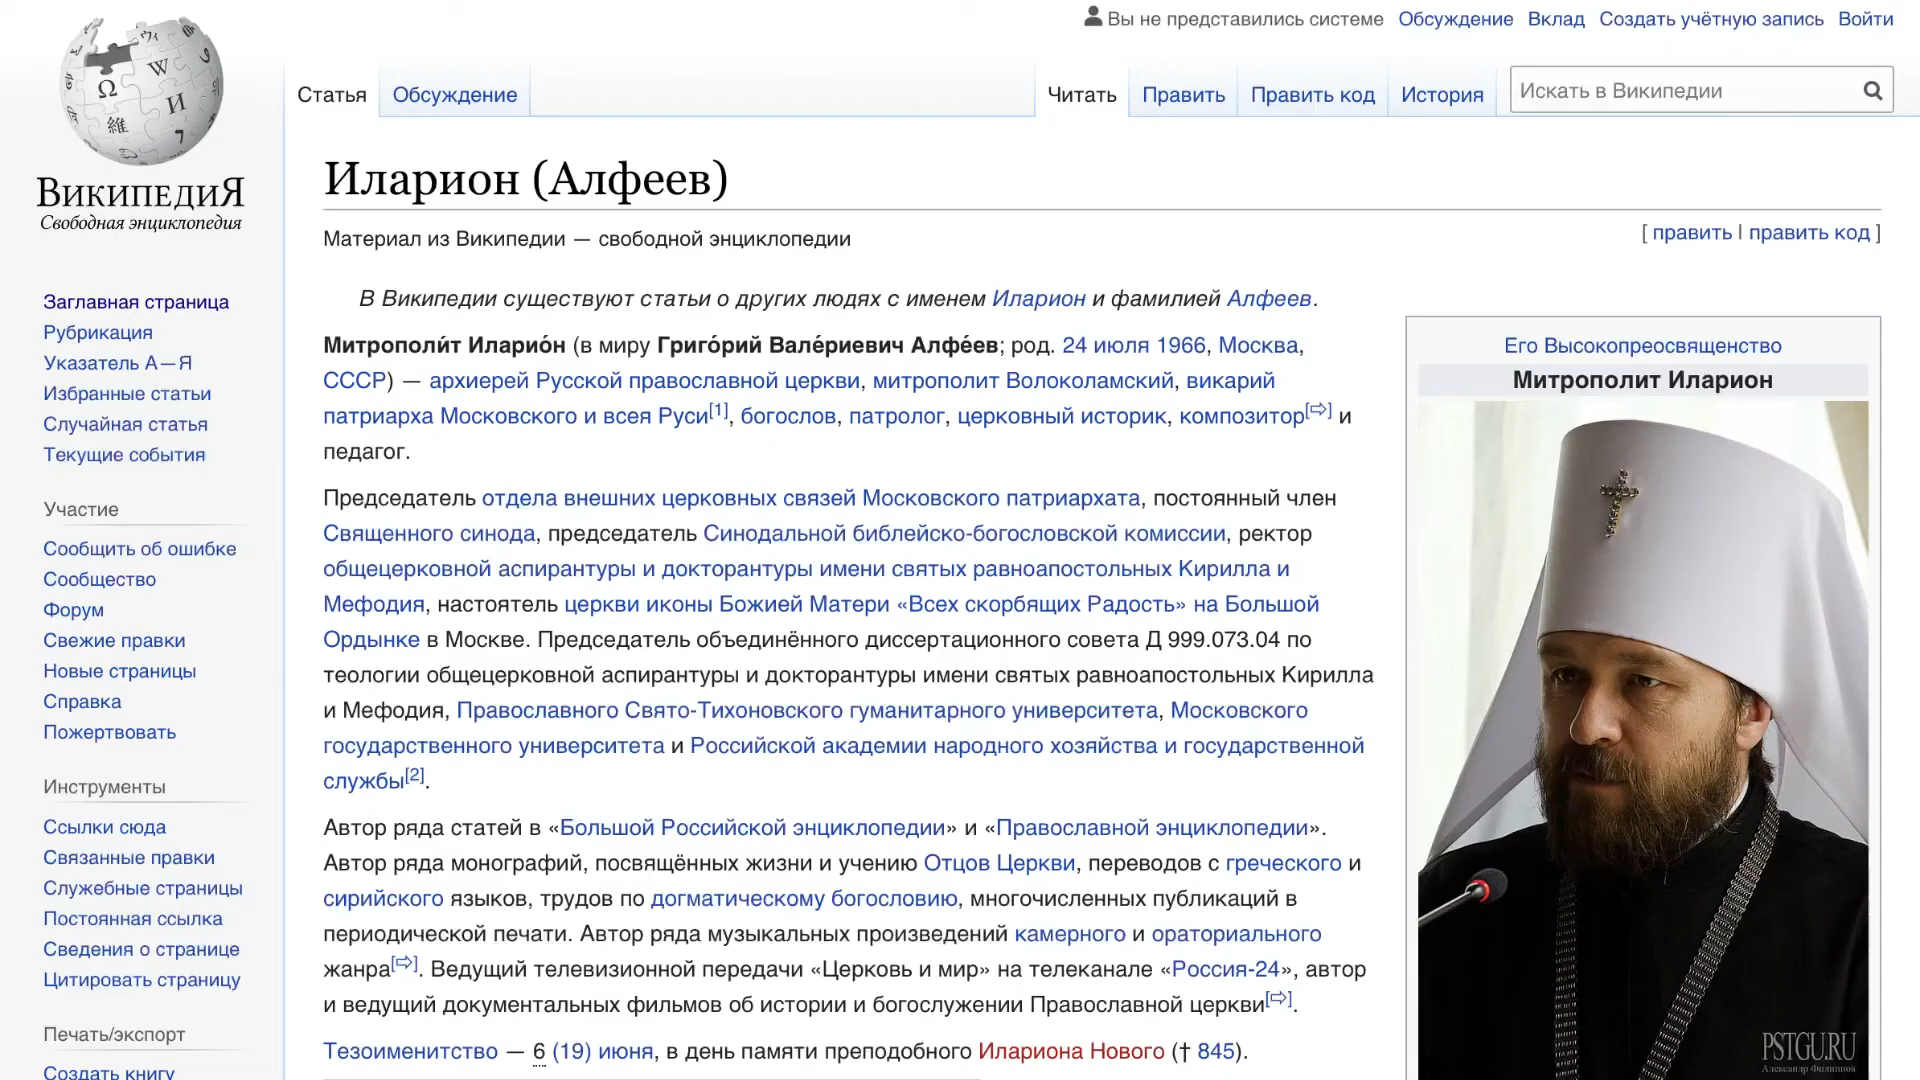 Вы не представились системе Обсуждение Вклад Создать учётную запись Войти
Статья Обсуждение Читать Править Править код История Искать в Википедии
ВикипедиЯ
Свободная энциклопедия
Заглавная страница
Рубрикация
Указатель А—Я
Избранные статьи
Случайная статья
Текущие события
Участие
Сообщить об ошибке
Сообщество
Форум
Свежие правки
Новые страницы
Справка
Пожертвовать
Инструменты
Ссылки сюда
Связанные правки
Служебные страницы
Постоянная ссылка
Сведения о странице
Цитировать страницу
Печать/экспорт
Создать книгу
Иларион (Алфеев)
Материал из Википедии — свободной энциклопедии
[ править | править код ]
В Википедии существуют статьи о других людях с именем Иларион и фамилией Алфеев.
Митрополи́т Иларио́н (в миру Григо́рий Вале́риевич Алфе́ев; род. 24 июля 1966, Москва,
СССР) — архиерей Русской православной церкви, митрополит Волоколамский, викарий
патриарха Московского и всея Руси[1], богослов, патролог, церковный историк, композитор[⇨] и
педагог.
Председатель отдела внешних церковных связей Московского патриархата, постоянный член
Священного синода, председатель Синодальной библейско-богословской комиссии, ректор
общецерковной аспирантуры и докторантуры имени святых равноапостольных Кирилла и
Мефодия, настоятель церкви иконы Божией Матери «Всех скорбящих Радость» на Большой
Ордынке в Москве. Председатель объединённого диссертационного совета Д 999.073.04 по
теологии общецерковной аспирантуры и докторантуры имени святых равноапостольных Кирилла
и Мефодия, Православного Свято-Тихоновского гуманитарного университета, Московского
государственного университета и Российской академии народного хозяйства и государственной
службы[2].
Автор ряда статей в «Большой Российской энциклопедии» и «Православной энциклопедии».
Автор ряда монографий, посвящённых жизни и учению Отцов Церкви, переводов с греческого и
сирийского языков, трудов по догматическому богословию, многочисленных публикаций в
периодической печати. Автор ряда музыкальных произведений камерного и ораториального
жанра[⇨]. Ведущий телевизионной передачи «Церковь и мир» на телеканале «Россия-24», автор
и ведущий документальных фильмов об истории и богослужении Православной церкви[⇨].
Тезоименитство — 6 (19) июня, в день памяти преподобного Илариона Нового († 845).
Его Высокопреосвященство
Митрополит Иларион
PSTGU.RU
Александр Филиппов